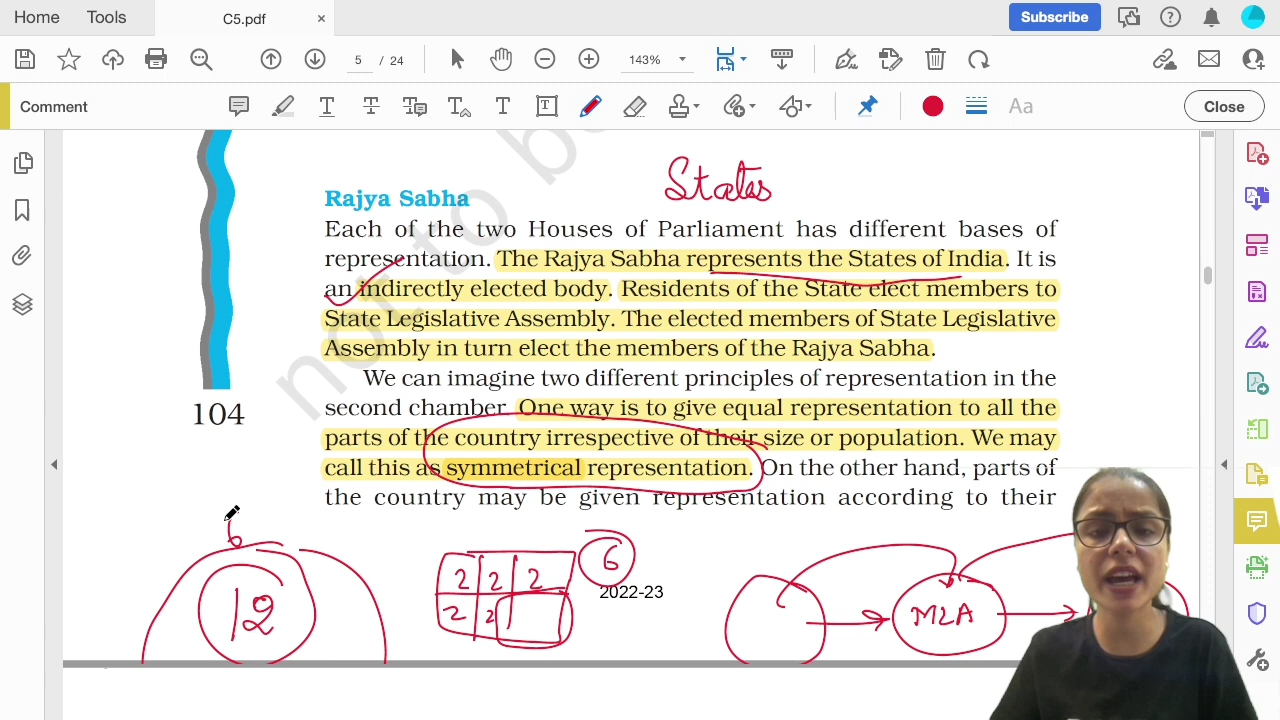 Home Tools C5.pdf × Subscribe
5 / 24 143%
Comment Aa Close
not to be
States
Rajya Sabha
Each of the two Houses of Parliament has different bases of
representation. The Rajya Sabha represents the States of India. It is
an indirectly elected body. Residents of the State elect members to
State Legislative Assembly. The elected members of State Legislative
Assembly in turn elect the members of the Rajya Sabha.
We can imagine two different principles of representation in the
second chamber. One way is to give equal representation to all the
104
parts of the country irrespective of their size or population. We may
call this as symmetrical representation. On the other hand, parts of
the country may be given representation according to their
6
12
2 2 2
2 2
6
2022-23
MLA